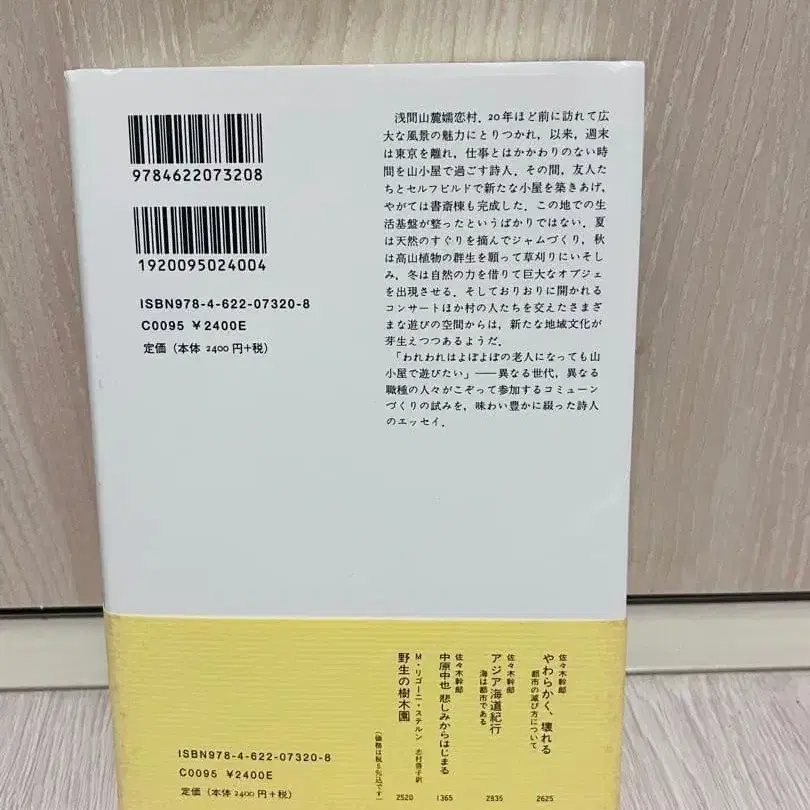 9784622073208
1920095024004
ISBN978-4-622-07320-8
C0095 ¥2400E
定価（本体 2400円+税）
浅間山麓嬬恋村．20年ほど前に訪れて広
大な風景の魅力にとりつかれ，以来，週末
は東京を離れ，仕事とはかかわりのない時
間を山小屋で過ごす詩人．その間，友人た
ちとセルフビルドで新たな小屋を築きあげ，
やがては書斎棟も完成した．この地での生
活基盤が整ったというばかりではない．夏
は天然のすぐりを摘んでジャムづくり，秋
は高山植物の群生を願って草刈りにいそし
み，冬は自然の力を借りて巨大なオブジェ
を出現させる．そしておりおりに開かれる
コンサートほか村の人たちを交えたさまざ
まな遊びの空間からは，新たな地域文化が
芽生えつつあるようだ．
「われわれはよぼよぼの老人になっても山
小屋で遊びたい」――異なる世代，異なる
職種の人々がこぞって参加するコミューン
づくりの試みを，味わい豊かに綴った詩人
のエッセイ．
佐々木幹郎
やわらかく、壊れる
都市の滅び方について
2625
佐々木幹郎
アジア海道紀行
海は都市である
2835
佐々木幹郎
中原中也 悲しみからはじまる
1365
M・リゴーニ・ステルン
野生の樹木園
志村啓子訳
2520
（価格は税5%込です）
ISBN978-4-622-07320-8
C0095 ¥2400E
定価（本体 2400円+税）